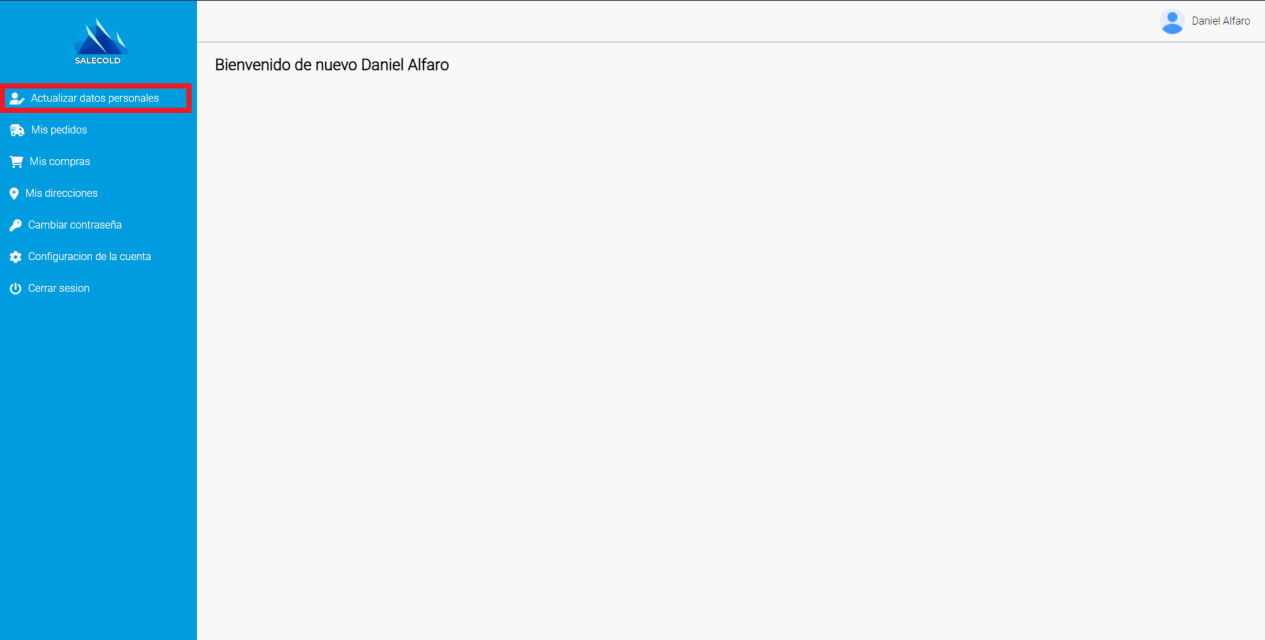 SALECOLD
Daniel Alfaro
Bienvenido de nuevo Daniel Alfaro
Actualizar datos personales
Mis pedidos
Mis compras
Mis direcciones
Cambiar contraseña
Configuracion de la cuenta
Cerrar sesion